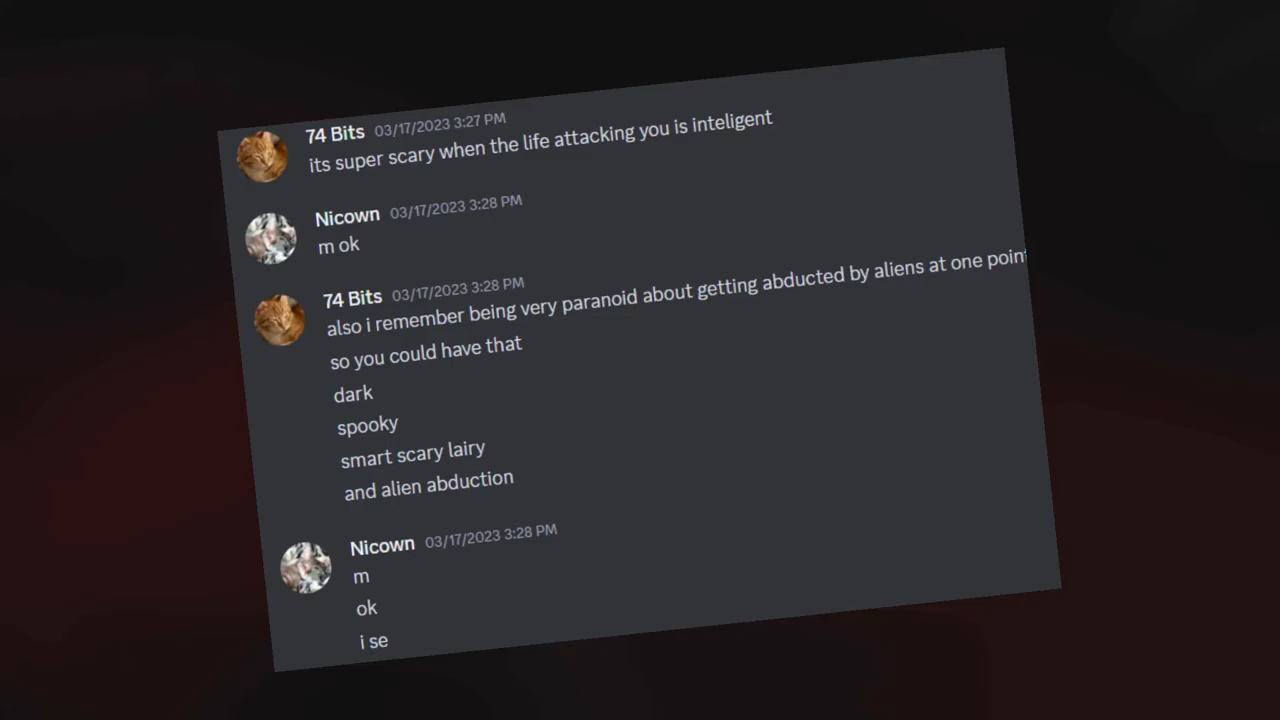 74 Bits 03/17/2023 3:27 PM
its super scary when the life attacking you is inteligent
Nicown 03/17/2023 3:28 PM
m ok
74 Bits 03/17/2023 3:28 PM
also i remember being very paranoid about getting abducted by aliens at one point
so you could have that
dark
spooky
smart scary lairy
and alien abduction
Nicown 03/17/2023 3:28 PM
m
ok
i se